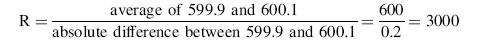 R = average of 599.9 and 600.1 / absolute difference between 599.9 and 600.1 = 600 / 0.2 = 3000